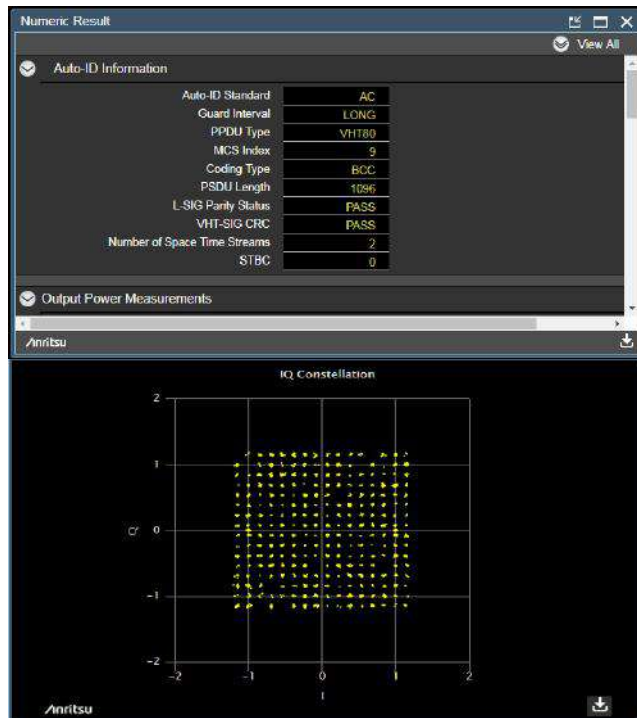 Numeric Result
View All
Auto-ID Information
Auto-ID Standard AC
Guard Interval LONG
PPDU Type VHT80
MCS Index 9
Coding Type BCC
PSDU Length 1096
L-SIG Parity Status PASS
VHT-SIG CRC PASS
Number of Space Time Streams 2
STBC 0
Output Power Measurements
Anritsu
IQ Constellation
2
1
Q
0
-1
-2
-2 -1 0 1 2
I
Anritsu